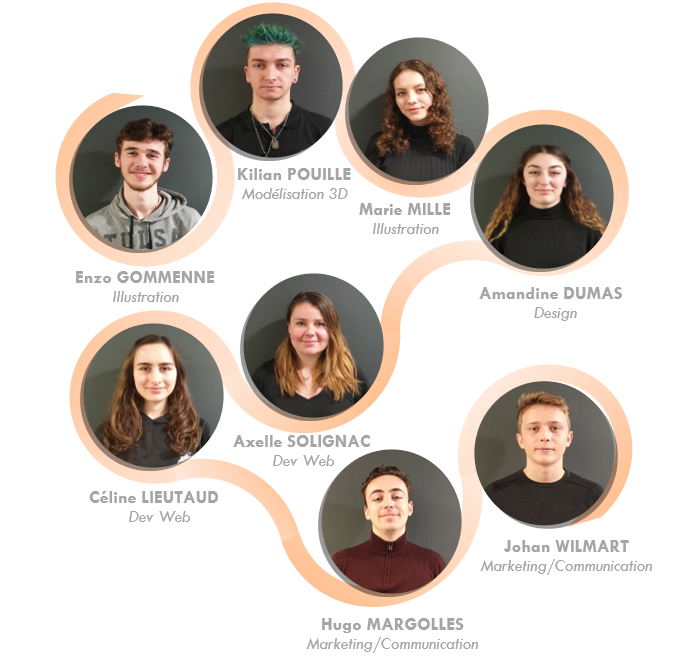 Kilian POUILLE
Modélisation 3D
Marie MILLE
Illustration
TULSA
Enzo GOMMENNE
Illustration
Amandine DUMAS
Design
Axelle SOLIGNAC
Dev Web
Céline LIEUTAUD
Dev Web
Johan WILMART
Marketing/Communication
Hugo MARGOLLES
Marketing/Communication